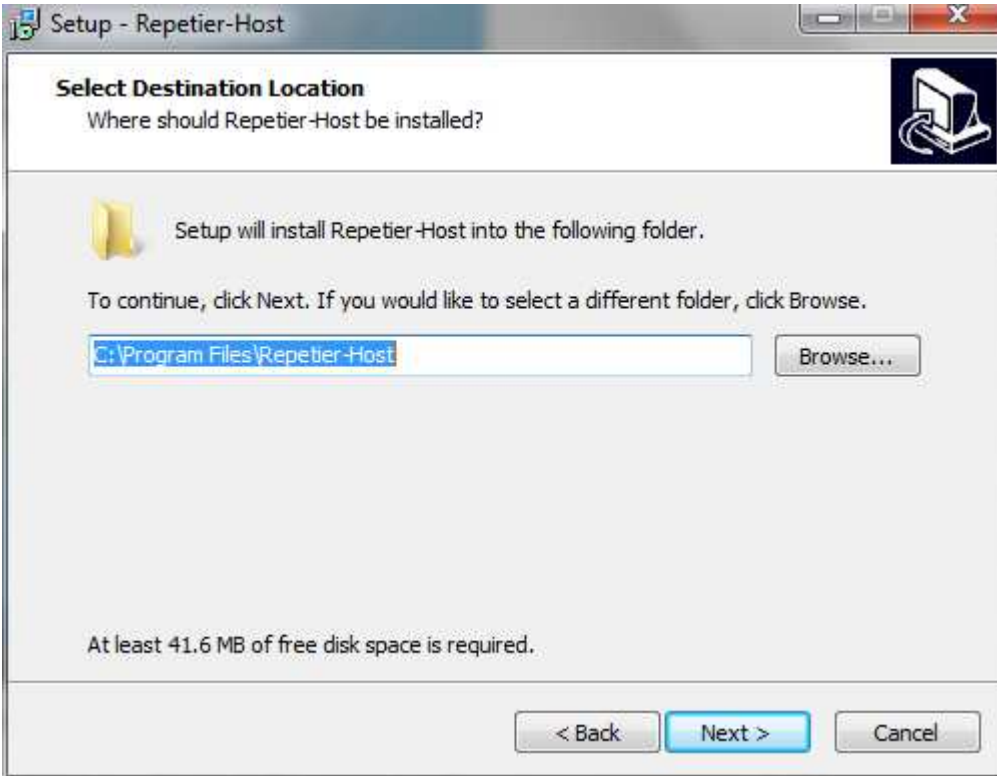 Setup - Repetier-Host
Select Destination Location
Where should Repetier-Host be installed?
Setup will install Repetier-Host into the following folder.
To continue, click Next. If you would like to select a different folder, click Browse.
C:\Program Files\Repetier-Host
Browse...
At least 41.6 MB of free disk space is required.
< Back
Next >
Cancel